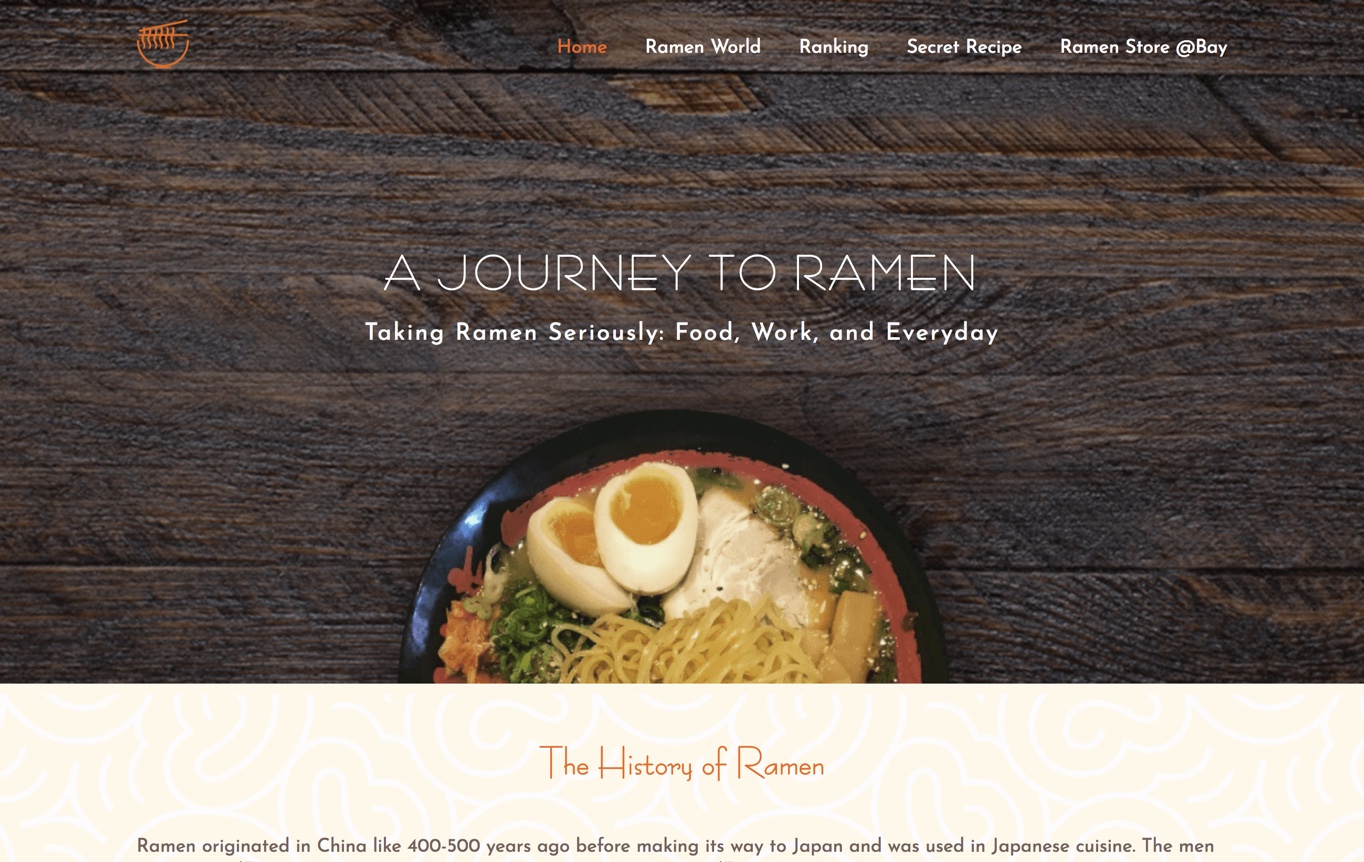 Home Ramen World Ranking Secret Recipe Ramen Store @Bay
A JOURNEY TO RAMEN
Taking Ramen Seriously: Food, Work, and Everyday
The History of Ramen
Ramen originated in China like 400-500 years ago before making its way to Japan and was used in Japanese cuisine. The men